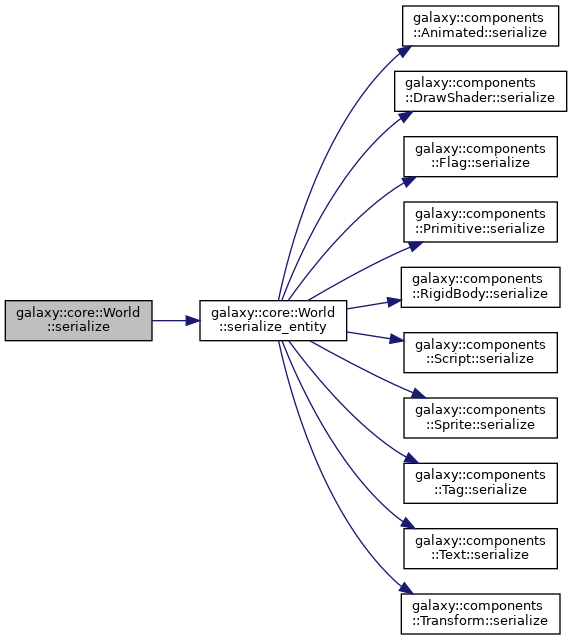 galaxy::core::World
::serialize
galaxy::core::World
::serialize_entity
galaxy::components
::Animated::serialize
galaxy::components
::DrawShader::serialize
galaxy::components
::Flag::serialize
galaxy::components
::Primitive::serialize
galaxy::components
::RigidBody::serialize
galaxy::components
::Script::serialize
galaxy::components
::Sprite::serialize
galaxy::components
::Tag::serialize
galaxy::components
::Text::serialize
galaxy::components
::Transform::serialize